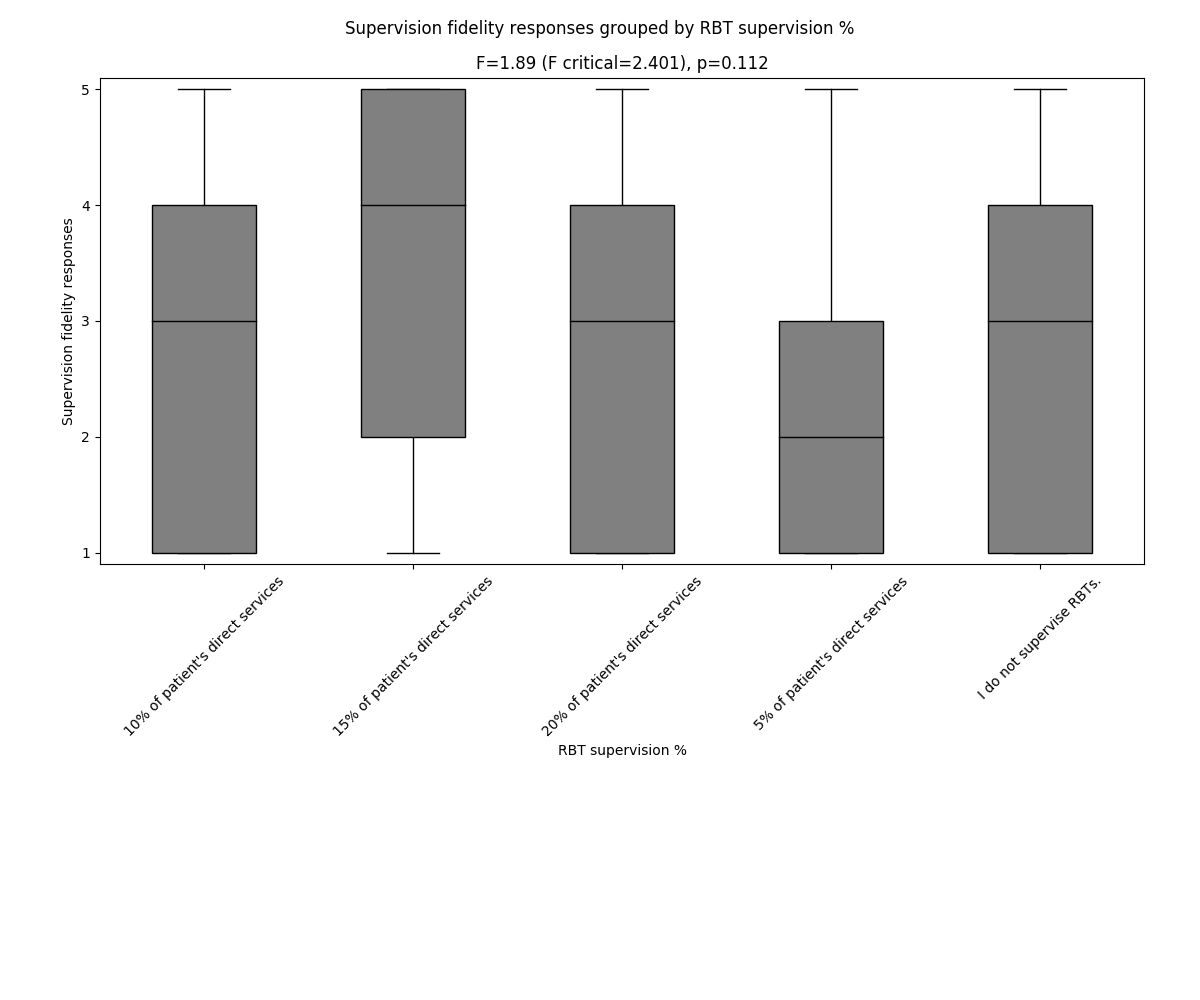 Supervision fidelity responses grouped by RBT supervision %
F=1.89 (F critical=2.401), p=0.112
Supervision fidelity responses
5
4
3
2
1
10% of patient's direct services
15% of patient's direct services
20% of patient's direct services
5% of patient's direct services
I do not supervise RBTs.
RBT supervision %